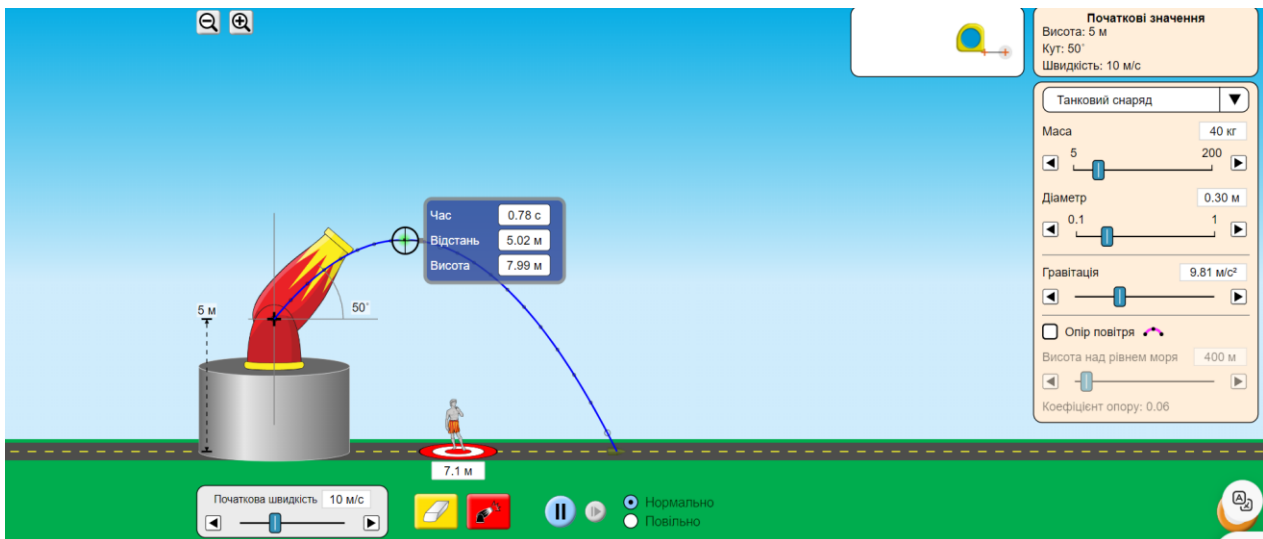 Початкові значення
Висота: 5 м
Кут: 50°
Швидкість: 10 м/с
Танковий снаряд
Маса 40 кг
5 200
Діаметр 0.30 м
0.1 1
Гравітація 9.81 м/с²
Опір повітря
Висота над рівнем моря 400 м
Коефіцієнт опору: 0.06
Час 0.78 с
Відстань 5.02 м
Висота 7.99 м
5 м
50°
7.1 м
Початкова швидкість 10 м/с
Нормально
Повільно